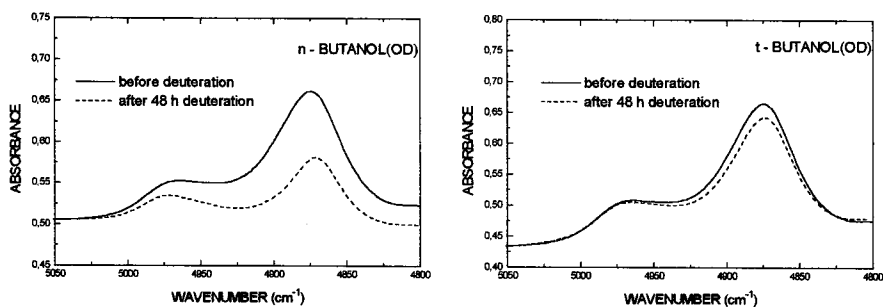 n - BUTANOL(OD)
before deuteration
after 48 h deuteration
ABSORBANCE
0,75
0,70
0,65
0,60
0,55
0,50
0,45
5050
5000
4950
4900
4850
4800
WAVENUMBER (cm⁻¹)
t - BUTANOL(OD)
before deuteration
after 48 h deuteration
ABSORBANCE
0,80
0,75
0,70
0,65
0,60
0,55
0,50
0,45
0,40
5050
5000
4950
4900
4850
4800
WAVENUMBER (cm⁻¹)